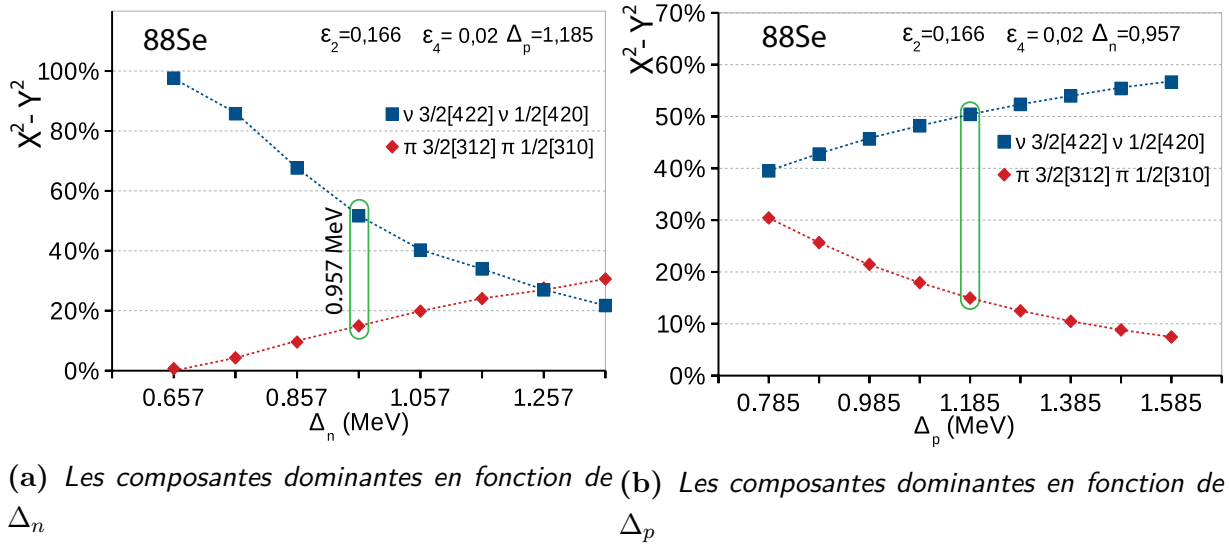 88Se
ε2=0,166 ε4 = 0,02 Δp=1,185
X²- Y²
100%
80%
60%
40%
20%
0%
ν 3/2[422] ν 1/2[420]
π 3/2[312] π 1/2[310]
0.957 MeV
0.657
0.857
1.057
1.257
Δn (MeV)
(a) Les composantes dominantes en fonction de
Δn
88Se
ε2=0,166 ε4 = 0,02 Δn=0,957
X²- Y²
70%
60%
50%
40%
30%
20%
10%
0%
ν 3/2[422] ν 1/2[420]
π 3/2[312] π 1/2[310]
0.785
0.985
1.185
1.385
1.585
Δp (MeV)
(b) Les composantes dominantes en fonction de
Δp